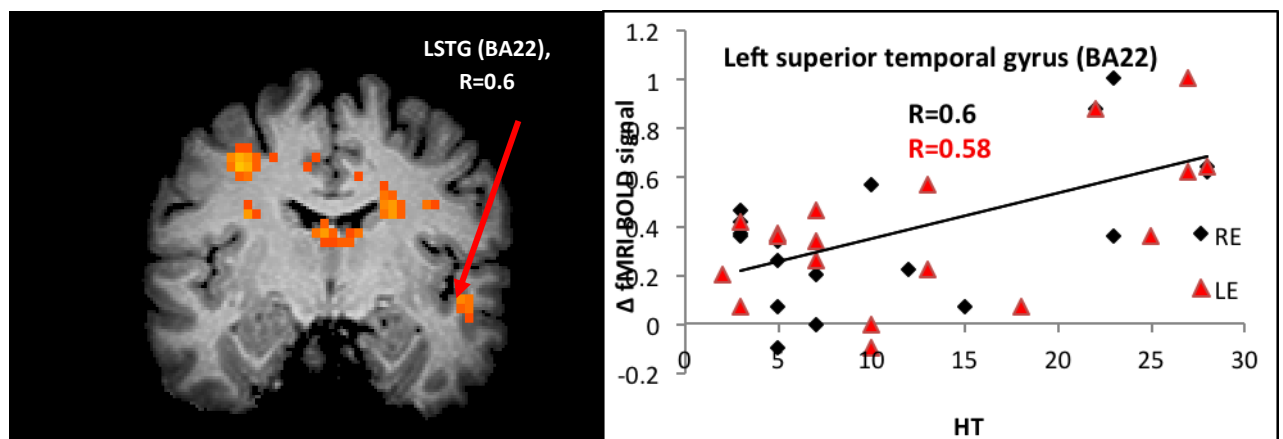 LSTG (BA22),
R=0.6
Left superior temporal gyrus (BA22)
R=0.6
R=0.58
Δ fMRI BOLD signal
1.2
1
0.8
0.6
0.4
0.2
0
-0.2
0 5 10 15 20 25 30
HT
RE
LE